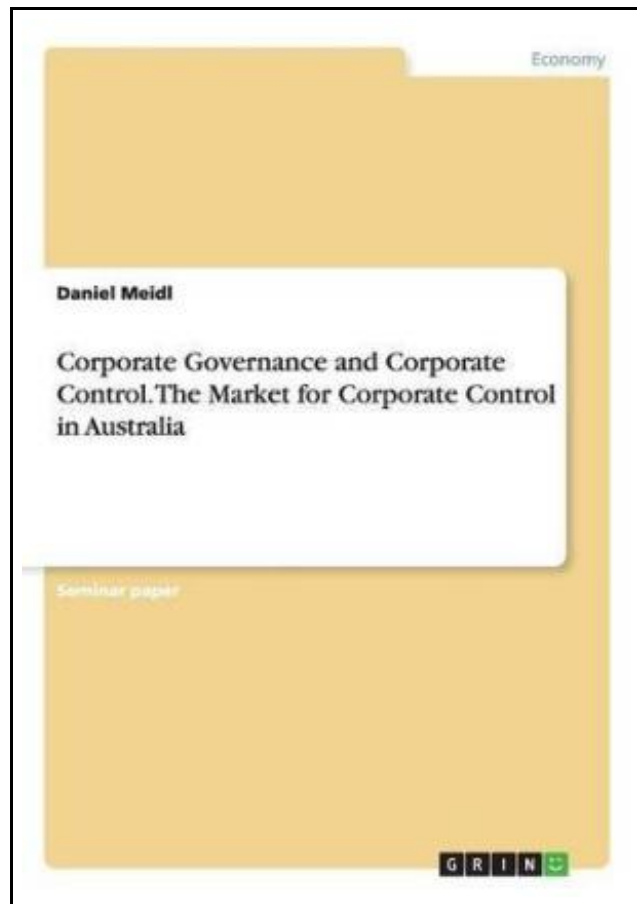 Economy
Daniel Meidl
Corporate Governance and Corporate
Control. The Market for Corporate Control
in Australia
Seminar paper
GRIN